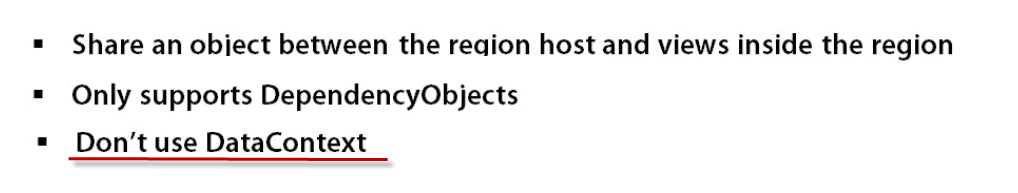 ▪ Share an object between the region host and views inside the region
▪ Only supports DependencyObjects
▪ Don’t use DataContext